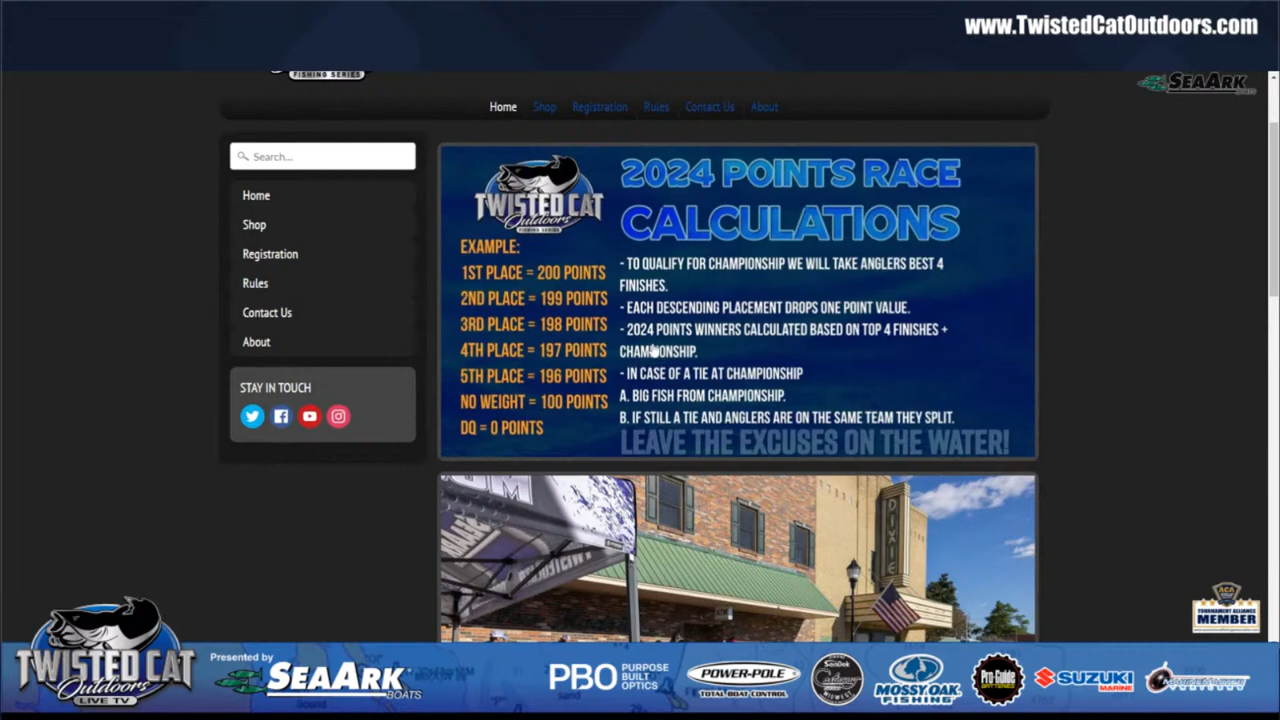 www.TwistedCatOutdoors.com
FISHING SERIES
SEAARK
BOATS
Home Shop Registration Rules Contact Us About
Search...
Home
Shop
Registration
Rules
Contact Us
About
STAY IN TOUCH
TWISTED CAT
Outdoors
FISHING SERIES
2024 POINTS RACE
CALCULATIONS
EXAMPLE:
1ST PLACE = 200 POINTS
2ND PLACE = 199 POINTS
3RD PLACE = 198 POINTS
4TH PLACE = 197 POINTS
5TH PLACE = 196 POINTS
NO WEIGHT = 100 POINTS
DQ = 0 POINTS
- TO QUALIFY FOR CHAMPIONSHIP WE WILL TAKE ANGLERS BEST 4
FINISHES.
- EACH DESCENDING PLACEMENT DROPS ONE POINT VALUE.
- 2024 POINTS WINNERS CALCULATED BASED ON TOP 4 FINISHES +
CHAMPIONSHIP.
- IN CASE OF A TIE AT CHAMPIONSHIP
A. BIG FISH FROM CHAMPIONSHIP.
B. IF STILL A TIE AND ANGLERS ARE ON THE SAME TEAM THEY SPLIT.
LEAVE THE EXCUSES ON THE WATER!
DIXIE
ACA
TOURNAMENT ALLIANCE
MEMBER
TWISTED CAT
Outdoors
LIVE TV
Presented by
SEAARK
BOATS
PBO PURPOSE
BUILT
OPTICS
POWER-POLE
TOTAL BOAT CONTROL
SeaDek
MIDWEST
MOSSY OAK
FISHING
Pro-Guide
BATTERIES
SUZUKI
MARINE